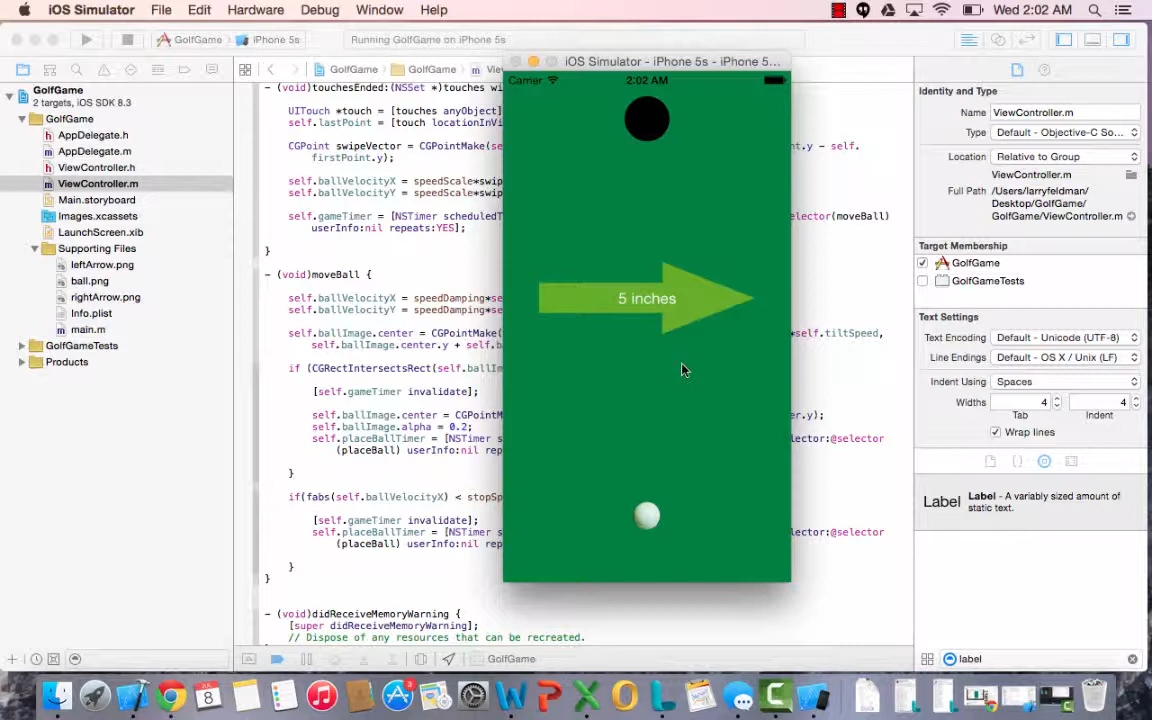 iOS Simulator File Edit Hardware Debug Window Help Wed 2:02 AM
GolfGame iPhone 5s Running GolfGame on iPhone 5s
iOS Simulator - iPhone 5s - iPhone 5...
GolfGame GolfGame
GolfGame
2 targets, iOS SDK 8.3
GolfGame
AppDelegate.h
AppDelegate.m
ViewController.h
ViewController.m
Main.storyboard
Images.xcassets
LaunchScreen.xib
Supporting Files
leftArrow.png
ball.png
rightArrow.png
Info.plist
main.m
GolfGameTests
Products
- (void)touchesEnded:(NSSet *)touches
UITouch *touch = [touches anyObject]
self.lastPoint = [touch locationInVi
CGPoint swipeVector = CGPointMake(se
nt.y - self.
firstPoint.y);
self.ballVelocityX = speedScale*swip
self.ballVelocityY = speedScale*swip
self.gameTimer = [NSTimer scheduledT
selector(moveBall)
userInfo:nil repeats:YES];
}
- (void)moveBall {
self.ballVelocityX = speedDamping*se
self.ballVelocityY = speedDamping*se
self.ballImage.center = CGPointMake(
*self.tiltSpeed,
self.ballImage.center.y + self.b
if (CGRectIntersectsRect(self.ballIm
[self.gameTimer invalidate];
self.ballImage.center = CGPointMake(
.y);
self.ballImage.alpha = 0.2;
self.placeBallTimer = [NSTimer s
lector:@selector
(placeBall) userInfo:nil rep
}
if(fabs(self.ballVelocityX) < stopSp
[self.gameTimer invalidate];
self.placeBallTimer = [NSTimer s
lector:@selector
(placeBall) userInfo:nil rep
}
}
- (void)didReceiveMemoryWarning {
[super didReceiveMemoryWarning];
// Dispose of any resources that can be recreated.
GolfGame
Carrier 2:02 AM
5 inches
Identity and Type
Name ViewController.m
Type Default - Objective-C So...
Location Relative to Group
ViewController.m
Full Path /Users/larryfeldman/
Desktop/GolfGame/
GolfGame/ViewController.m
Target Membership
GolfGame
GolfGameTests
Text Settings
Text Encoding Default - Unicode (UTF-8)
Line Endings Default - OS X / Unix (LF)
Indent Using Spaces
Widths 4 4
Tab Indent
Wrap lines
Label Label - A variably sized amount of
static text.
label